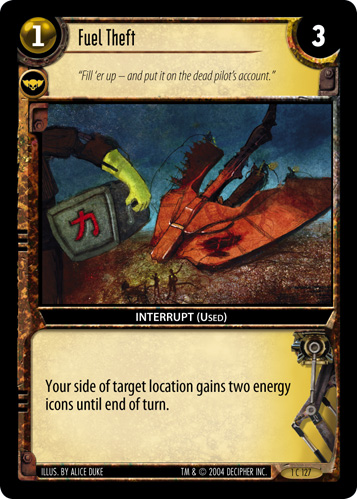 1
Fuel Theft
3
"Fill 'er up – and put it on the dead pilot's account."
力
INTERRUPT (USED)
Your side of target location gains two energy
icons until end of turn.
ILLUS. BY ALICE DUKE
TM & © 2004 DECIPHER INC.
1 C 127